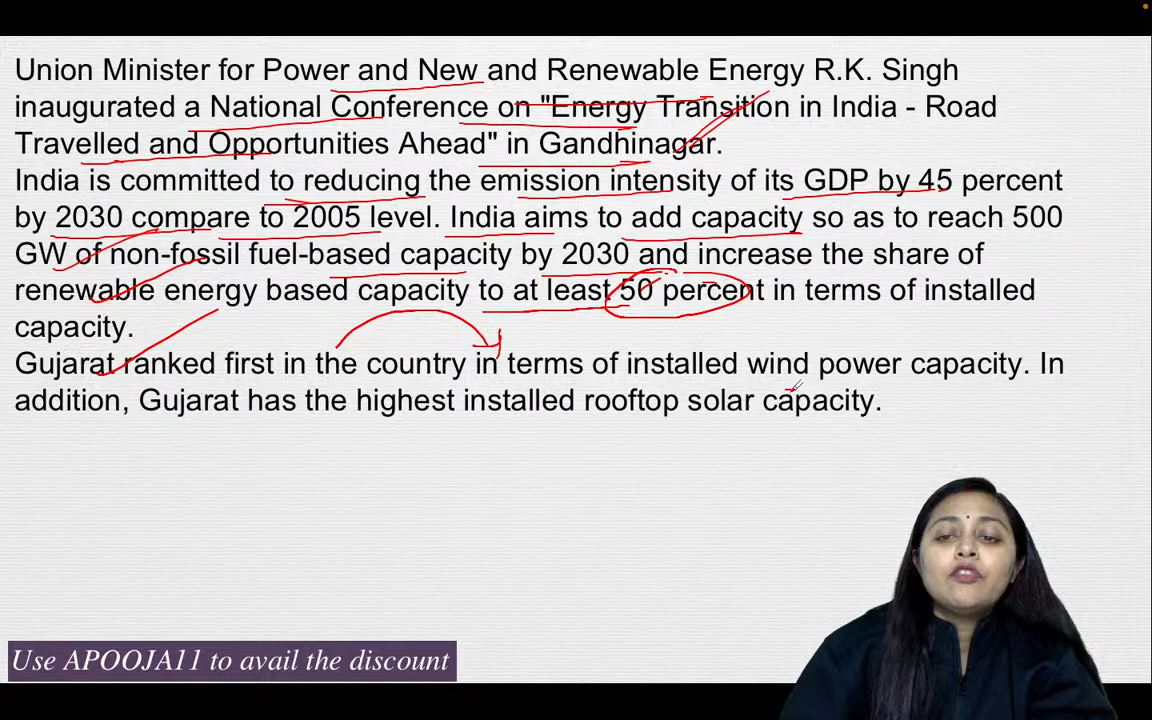 Union Minister for Power and New and Renewable Energy R.K. Singh
inaugurated a National Conference on "Energy Transition in India - Road
Travelled and Opportunities Ahead" in Gandhinagar.
India is committed to reducing the emission intensity of its GDP by 45 percent
by 2030 compare to 2005 level. India aims to add capacity so as to reach 500
GW of non-fossil fuel-based capacity by 2030 and increase the share of
renewable energy based capacity to at least 50 percent in terms of installed
capacity.
Gujarat ranked first in the country in terms of installed wind power capacity. In
addition, Gujarat has the highest installed rooftop solar capacity.
Use APOOJA11 to avail the discount